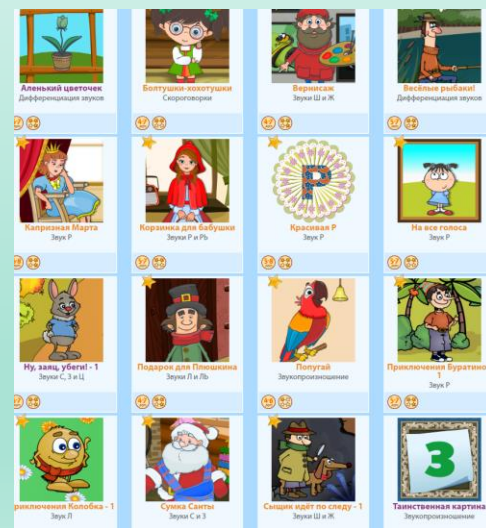 Аленький цветочек
Дифференциация звуков
Болтушки-хохотушки
Скороговорки
Вернисаж
Звуки Ш и Ж
Весёлые рыбаки!
Дифференциация звуков
Р
Капризная Марта
Звук Р
Корзинка для бабушки
Звуки Р и РЬ
Красивая Р
Звук Р
На все голоса
Звук Р
Ну, заяц, убеги! - 1
Звуки С, З и Ц
Подарок для Плюшкина
Звуки Л и ЛЬ
Попугай
Звукопроизношение
Приключения Буратино
1
Звук Р
З
риключения Колобка - 1
Звук Л
Сумка Санты
Звуки С и З
Сыщик идёт по следу - 1
Звуки Ш и Ж
Таинственная картина
Звукопроизношение